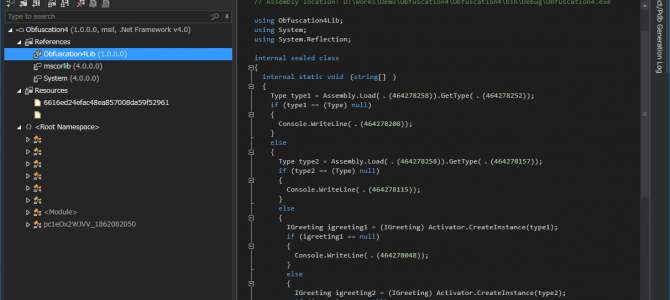 Type to search
Obfuscation4 (1.0.0.0, msil, .Net Framework v4.0)
References
Obfuscation4Lib (1.0.0.0)
mscorlib (4.0.0.0)
System (4.0.0.0)
Resources
6616ed24efac48ea857008da59f52961
<Root Namespace>
<Module>
pc1eOx2WJVV_1862082050
// Assembly location: D:\Works\Demo\Obfuscation4\Obfuscation4\bin\Debug\Obfuscation4.exe
using Obfuscation4Lib;
using System;
using System.Reflection;
internal sealed class
{
internal static void (string[] )
{
Type type1 = Assembly.Load( . (464278258)).GetType( . (464278252));
if (type1 == (Type) null)
{
Console.WriteLine( . (464278208));
}
else
{
Type type2 = Assembly.Load( . (464278258)).GetType( . (464278157));
if (type2 == (Type) null)
{
Console.WriteLine( . (464278115));
}
else
{
IGreeting igreeting1 = (IGreeting) Activator.CreateInstance(type1);
if (igreeting1 == null)
{
Console.WriteLine( . (464278048));
}
else
{
IGreeting igreeting2 = (IGreeting) Activator.CreateInstance(type2);
ct/Pdb Generation Log